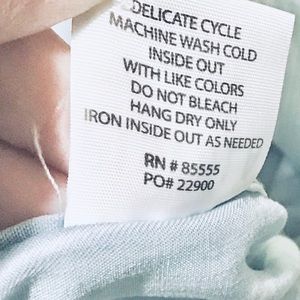 DELICATE CYCLE
MACHINE WASH COLD
INSIDE OUT
WITH LIKE COLORS
DO NOT BLEACH
HANG DRY ONLY
IRON INSIDE OUT AS NEEDED
RN # 85555
PO# 22900